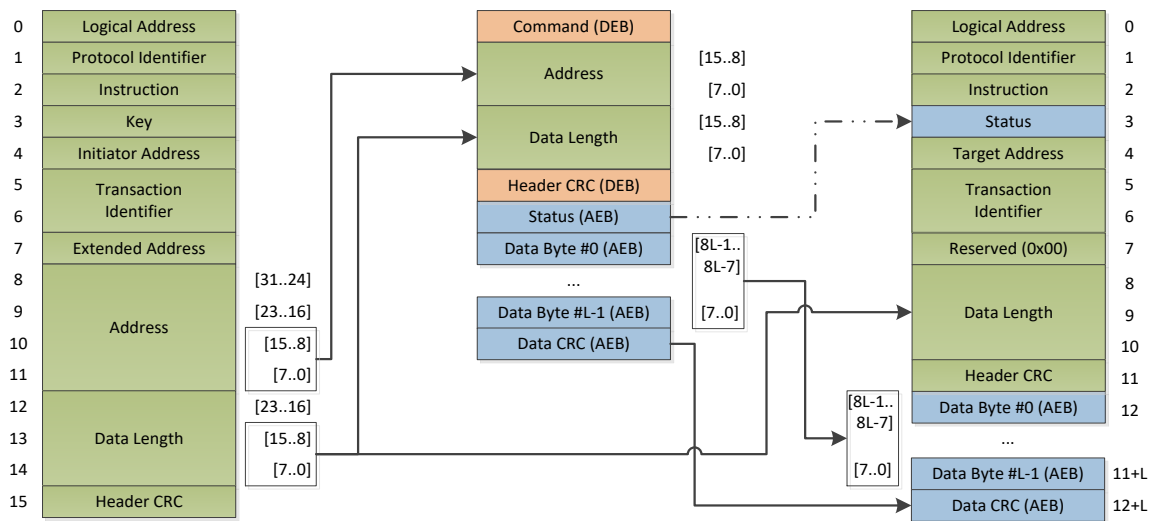 0 Logical Address
1 Protocol Identifier
2 Instruction
3 Key
4 Initiator Address
5 Transaction
6 Identifier
7 Extended Address
8 [31..24]
9 [23..16]
Address
10 [15..8]
11 [7..0]
12 [23..16]
13 Data Length [15..8]
14 [7..0]
15 Header CRC
Command (DEB)
[15..8]
Address
[7..0]
[15..8]
Data Length
[7..0]
Header CRC (DEB)
Status (AEB)
Data Byte #0 (AEB)
...
Data Byte #L-1 (AEB)
Data CRC (AEB)
[8L-1..
8L-7]
[7..0]
[8L-1..
8L-7]
[7..0]
Logical Address 0
Protocol Identifier 1
Instruction 2
Status 3
Target Address 4
Transaction 5
Identifier 6
Reserved (0x00) 7
8
Data Length 9
10
Header CRC 11
Data Byte #0 (AEB) 12
...
Data Byte #L-1 (AEB) 11+L
Data CRC (AEB) 12+L